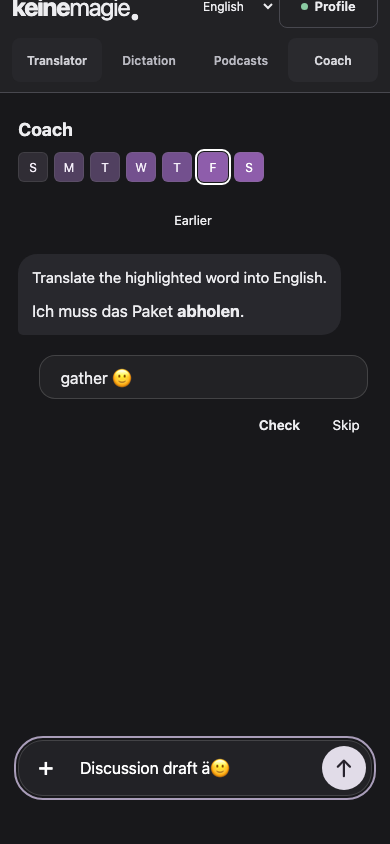 keinemagie.
English
Profile
Translator Dictation Podcasts Coach
Coach
S M T W T F S
Earlier
Translate the highlighted word into English.
Ich muss das Paket abholen.
gather 🙂
Check Skip
+ Discussion draft ä🙂